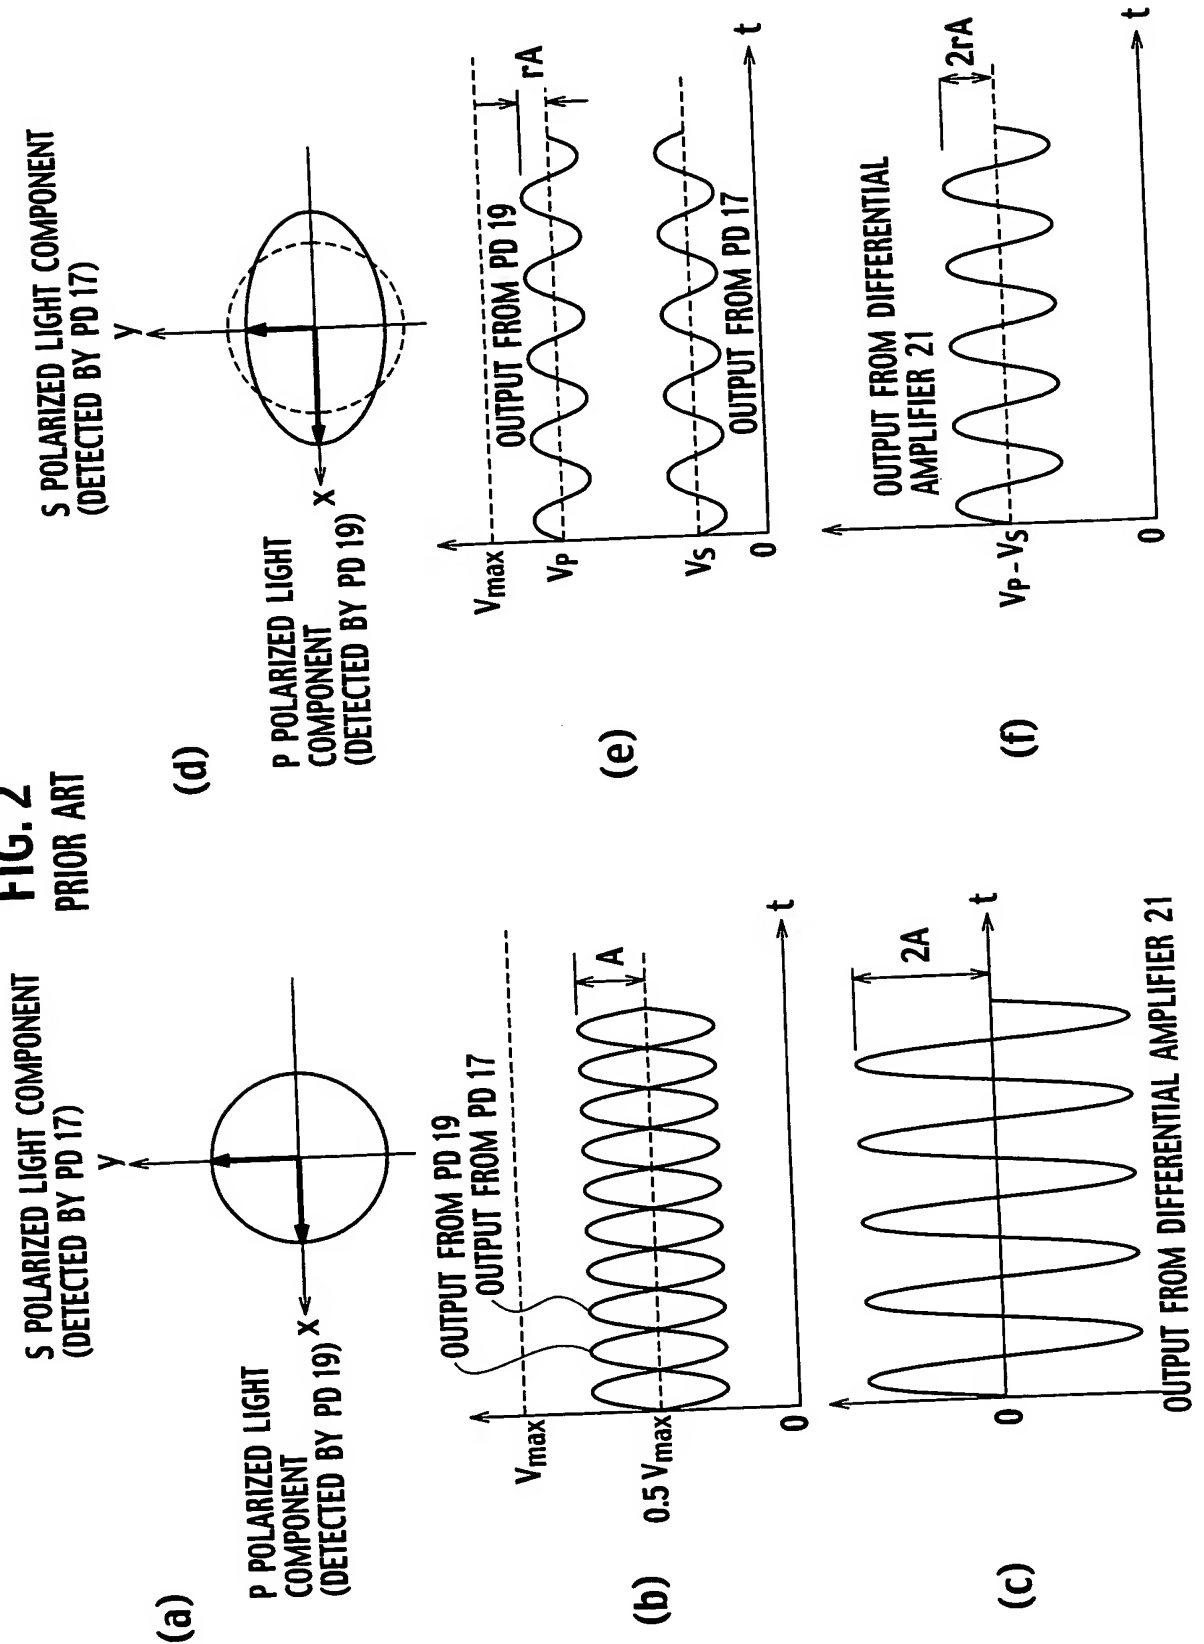 FIG. 2
PRIOR ART
(a)
S POLARIZED LIGHT COMPONENT
(DETECTED BY PD 17)
y
x
P POLARIZED LIGHT
COMPONENT
(DETECTED BY PD 19)
(b)
OUTPUT FROM PD 19
OUTPUT FROM PD 17
Vmax
0.5 Vmax
0
A
t
(c)
0
2A
t
OUTPUT FROM DIFFERENTIAL AMPLIFIER 21
(d)
S POLARIZED LIGHT COMPONENT
(DETECTED BY PD 17)
y
x
P POLARIZED LIGHT
COMPONENT
(DETECTED BY PD 19)
(e)
Vmax
VP
VS
0
OUTPUT FROM PD 19
OUTPUT FROM PD 17
rA
t
(f)
OUTPUT FROM DIFFERENTIAL
AMPLIFIER 21
VP - VS
0
2rA
t